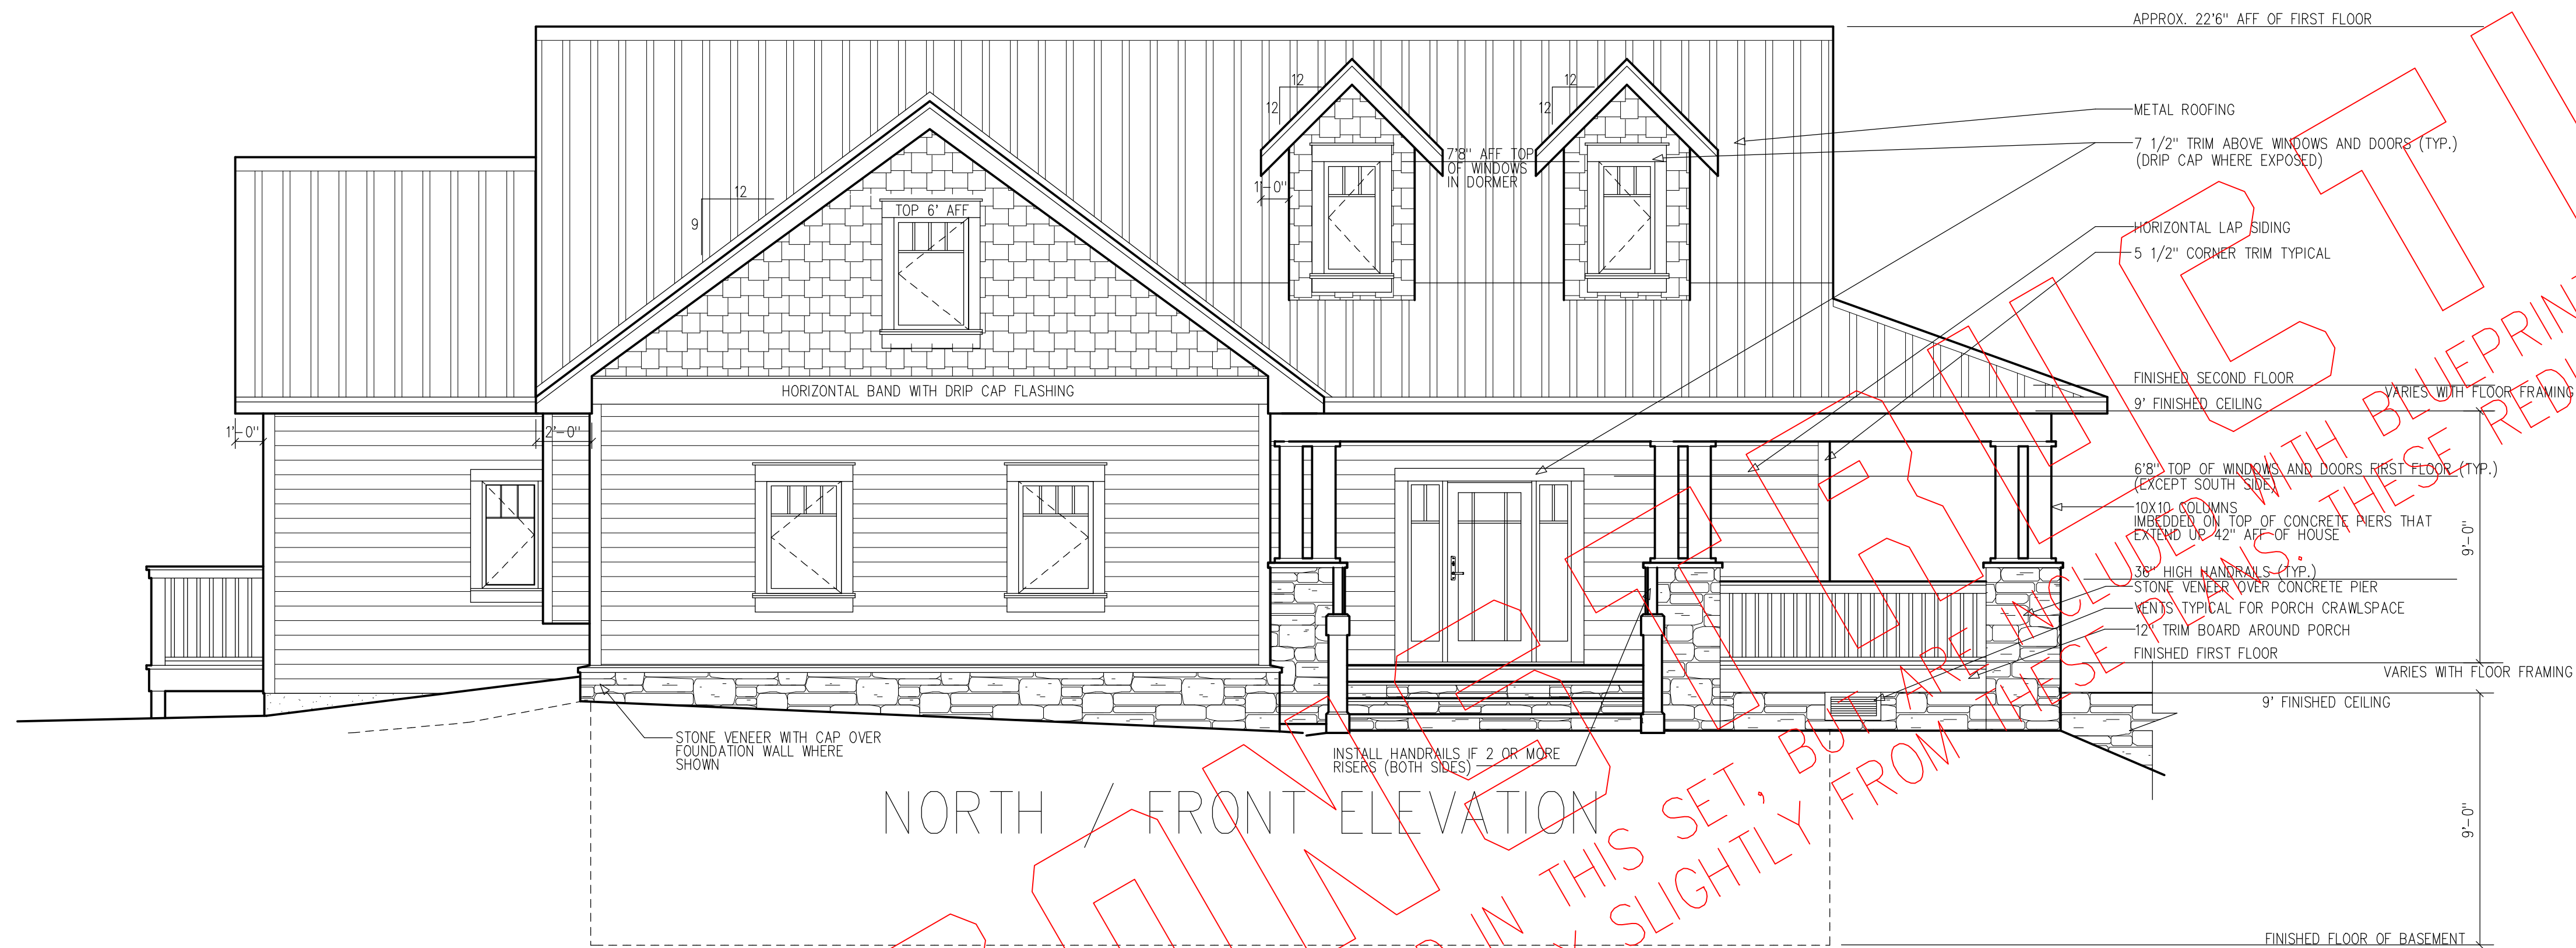 APPROX. 22'6" AFF OF FIRST FLOOR
METAL ROOFING
7 1/2" TRIM ABOVE WINDOWS AND DOORS (TYP.)
(DRIP CAP WHERE EXPOSED)
HORIZONTAL LAP SIDING
5 1/2" CORNER TRIM TYPICAL
FINISHED SECOND FLOOR
VARIES WITH FLOOR FRAMING
9' FINISHED CEILING
6'8" TOP OF WINDOWS AND DOORS FIRST FLOOR (TYP.)
(EXCEPT SOUTH SIDE)
10X10 COLUMNS
IMBEDDED ON TOP OF CONCRETE PIERS THAT
EXTEND UP 42" AFF OF HOUSE
9'-0"
36" HIGH HANDRAILS (TYP.)
STONE VENEER OVER CONCRETE PIER
VENTS TYPICAL FOR PORCH CRAWLSPACE
12" TRIM BOARD AROUND PORCH
FINISHED FIRST FLOOR
VARIES WITH FLOOR FRAMING
9' FINISHED CEILING
9'-0"
FINISHED FLOOR OF BASEMENT
12
12
12
12
7'8" AFF TOP
OF WINDOWS
IN DORMER
1'-0"
12
9
TOP 6' AFF
HORIZONTAL BAND WITH DRIP CAP FLASHING
1'-0"
2'-0"
STONE VENEER WITH CAP OVER
FOUNDATION WALL WHERE
SHOWN
INSTALL HANDRAILS IF 2 OR MORE
RISERS (BOTH SIDES)
NORTH / FRONT ELEVATION
IN THIS SET, BUT ARE INCLUDED WITH BLUEPRIN
SLIGHTLY FROM THESE PLANS. THESE RED